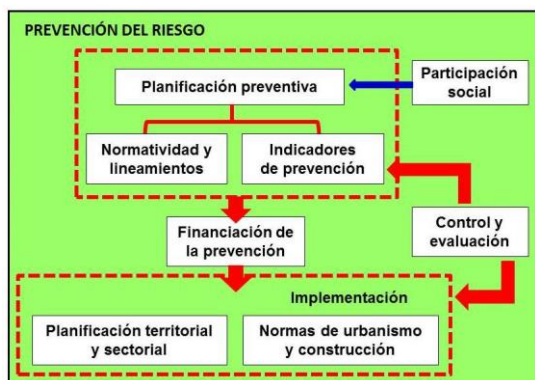 PREVENCIÓN DEL RIESGO
Planificación preventiva
Participación
social
Normatividad y
lineamientos
Indicadores
de prevención
Financiación de
la prevención
Control y
evaluación
Implementación
Planificación territorial
y sectorial
Normas de urbanismo
y construcción